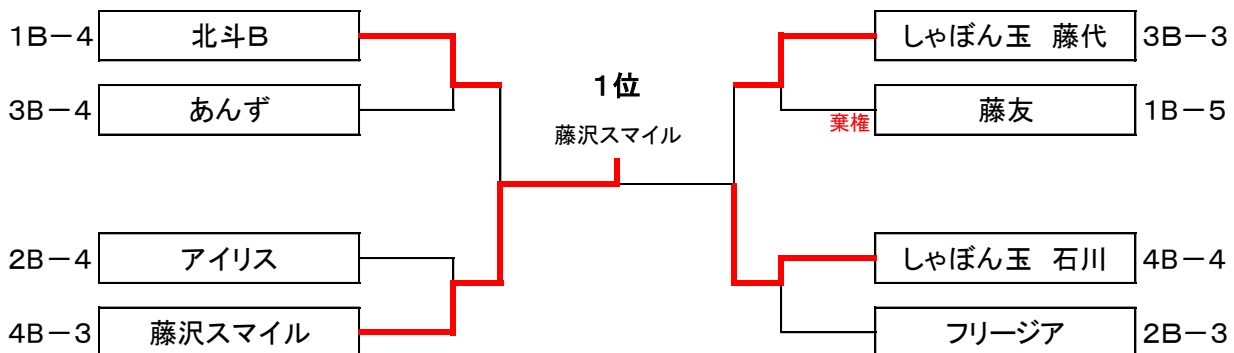 1B-4 北斗B しゃぼん玉 藤代 3B-3
1位
3B-4 あんず 藤友 1B-5
棄権
藤沢スマイル
2B-4 アイリス しゃぼん玉 石川 4B-4
4B-3 藤沢スマイル フリージア 2B-3